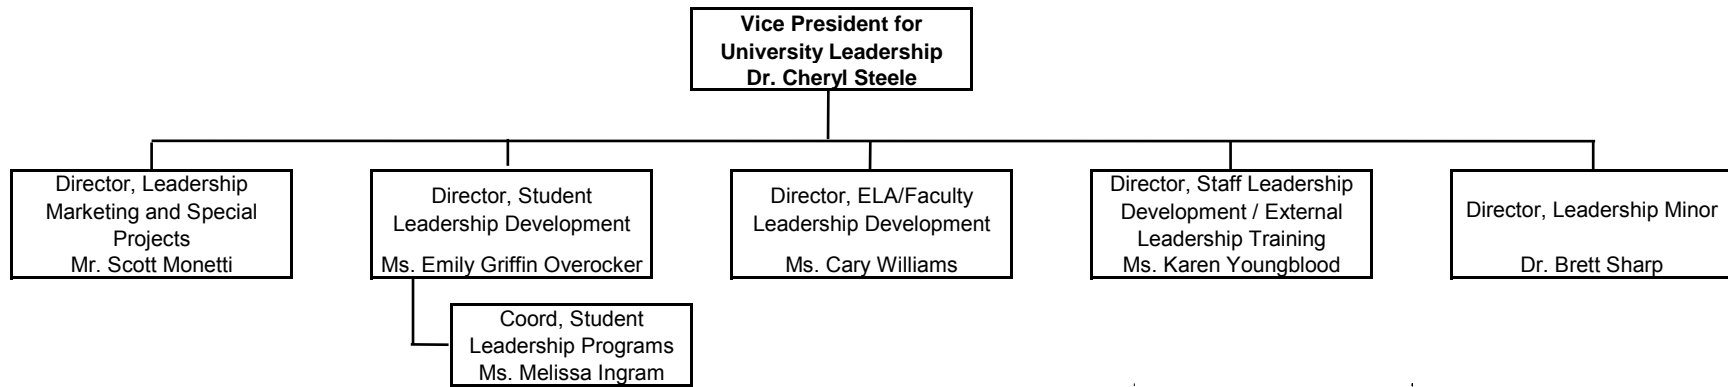 Vice President for
University Leadership
Dr. Cheryl Steele
Director, Leadership
Marketing and Special
Projects
Mr. Scott Monetti
Director, Student
Leadership Development
Ms. Emily Griffin Overocker
Director, ELA/Faculty
Leadership Development
Ms. Cary Williams
Director, Staff Leadership
Development / External
Leadership Training
Ms. Karen Youngblood
Director, Leadership Minor
Dr. Brett Sharp
Coord, Student
Leadership Programs
Ms. Melissa Ingram